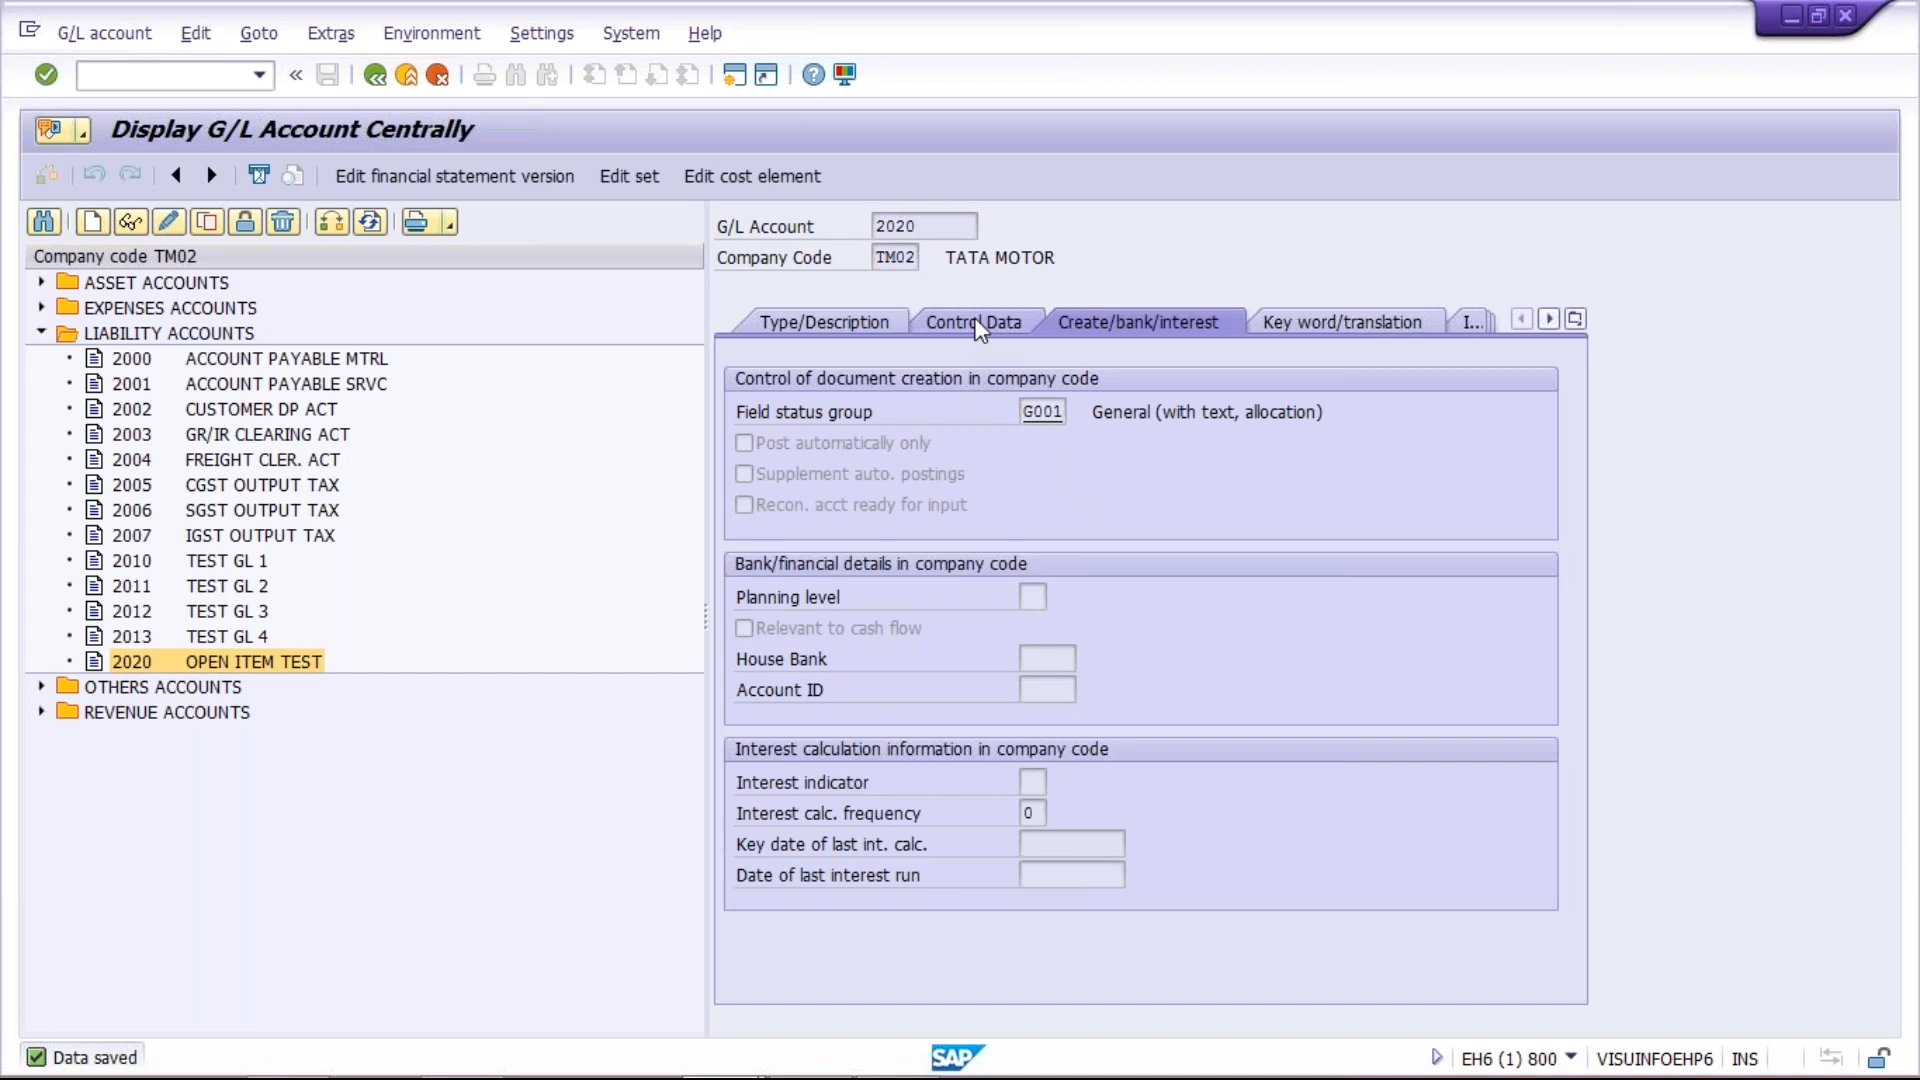 G/L account Edit Goto Extras Environment Settings System Help
Display G/L Account Centrally
Edit financial statement version Edit set Edit cost element
G/L Account 2020
Company Code TM02 TATA MOTOR
Company code TM02
ASSET ACCOUNTS
EXPENSES ACCOUNTS
LIABILITY ACCOUNTS
2000 ACCOUNT PAYABLE MTRL
2001 ACCOUNT PAYABLE SRVC
2002 CUSTOMER DP ACT
2003 GR/IR CLEARING ACT
2004 FREIGHT CLER. ACT
2005 CGST OUTPUT TAX
2006 SGST OUTPUT TAX
2007 IGST OUTPUT TAX
2010 TEST GL 1
2011 TEST GL 2
2012 TEST GL 3
2013 TEST GL 4
2020 OPEN ITEM TEST
OTHERS ACCOUNTS
REVENUE ACCOUNTS
Type/Description Control Data Create/bank/interest Key word/translation I...
Control of document creation in company code
Field status group G001 General (with text, allocation)
Post automatically only
Supplement auto. postings
Recon. acct ready for input
Bank/financial details in company code
Planning level
Relevant to cash flow
House Bank
Account ID
Interest calculation information in company code
Interest indicator
Interest calc. frequency 0
Key date of last int. calc.
Date of last interest run
Data saved SAP EH6 (1) 800 VISUINFOEHP6 INS